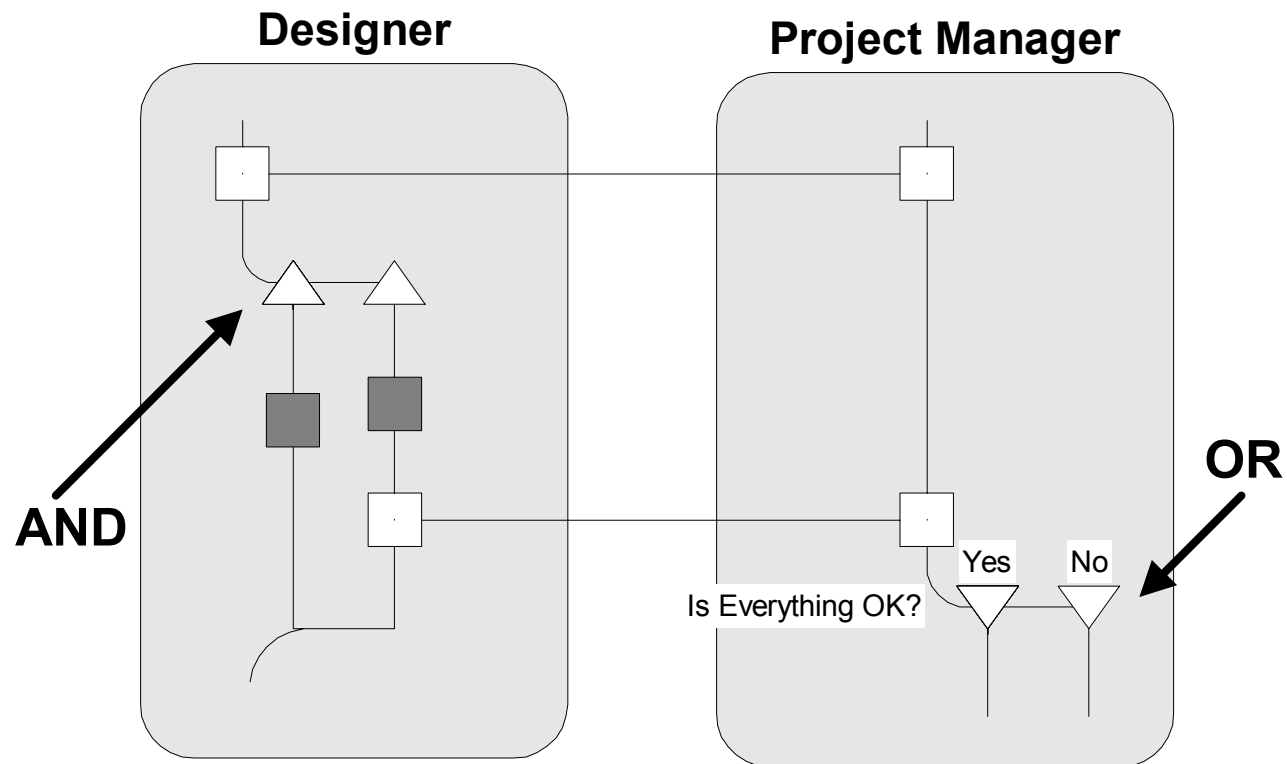 Designer
Project Manager
AND
OR
Yes
No
Is Everything OK?